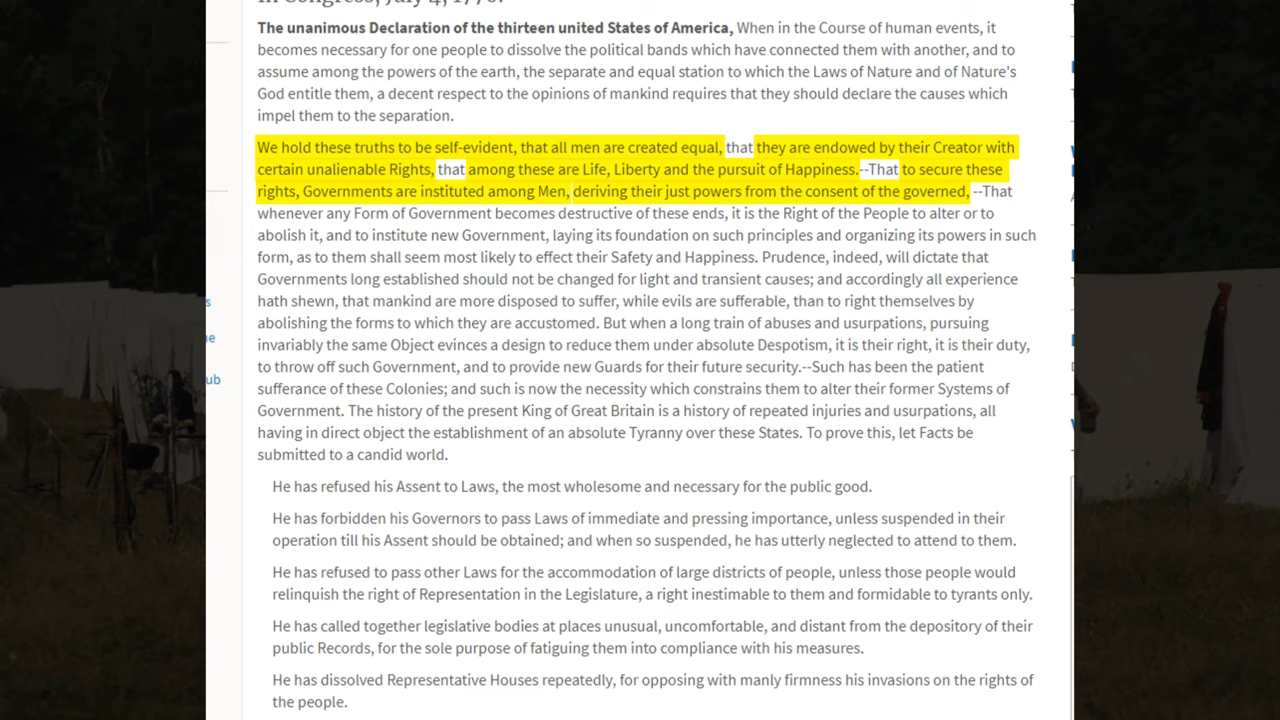 In Congress, July 4, 1776.
The unanimous Declaration of the thirteen united States of America, When in the Course of human events, it
becomes necessary for one people to dissolve the political bands which have connected them with another, and to
assume among the powers of the earth, the separate and equal station to which the Laws of Nature and of Nature's
God entitle them, a decent respect to the opinions of mankind requires that they should declare the causes which
impel them to the separation.
We hold these truths to be self-evident, that all men are created equal, that they are endowed by their Creator with
certain unalienable Rights, that among these are Life, Liberty and the pursuit of Happiness.--That to secure these
rights, Governments are instituted among Men, deriving their just powers from the consent of the governed, --That
whenever any Form of Government becomes destructive of these ends, it is the Right of the People to alter or to
abolish it, and to institute new Government, laying its foundation on such principles and organizing its powers in such
form, as to them shall seem most likely to effect their Safety and Happiness. Prudence, indeed, will dictate that
Governments long established should not be changed for light and transient causes; and accordingly all experience
hath shewn, that mankind are more disposed to suffer, while evils are sufferable, than to right themselves by
abolishing the forms to which they are accustomed. But when a long train of abuses and usurpations, pursuing
invariably the same Object evinces a design to reduce them under absolute Despotism, it is their right, it is their duty,
to throw off such Government, and to provide new Guards for their future security.--Such has been the patient
sufferance of these Colonies; and such is now the necessity which constrains them to alter their former Systems of
Government. The history of the present King of Great Britain is a history of repeated injuries and usurpations, all
having in direct object the establishment of an absolute Tyranny over these States. To prove this, let Facts be
submitted to a candid world.
He has refused his Assent to Laws, the most wholesome and necessary for the public good.
He has forbidden his Governors to pass Laws of immediate and pressing importance, unless suspended in their
operation till his Assent should be obtained; and when so suspended, he has utterly neglected to attend to them.
He has refused to pass other Laws for the accommodation of large districts of people, unless those people would
relinquish the right of Representation in the Legislature, a right inestimable to them and formidable to tyrants only.
He has called together legislative bodies at places unusual, uncomfortable, and distant from the depository of their
public Records, for the sole purpose of fatiguing them into compliance with his measures.
He has dissolved Representative Houses repeatedly, for opposing with manly firmness his invasions on the rights of
the people.